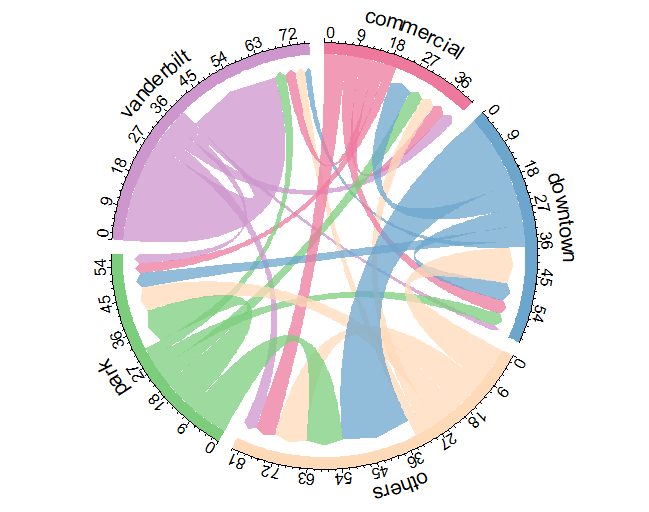 commercial
0 9 18 27 36
downtown
0 9 18 27 36 45 54
others
0 9 18 27 36 45 54 63 72 81
park
0 9 18 27 36 45 54
vanderbilt
0 9 18 27 36 45 54 63 72